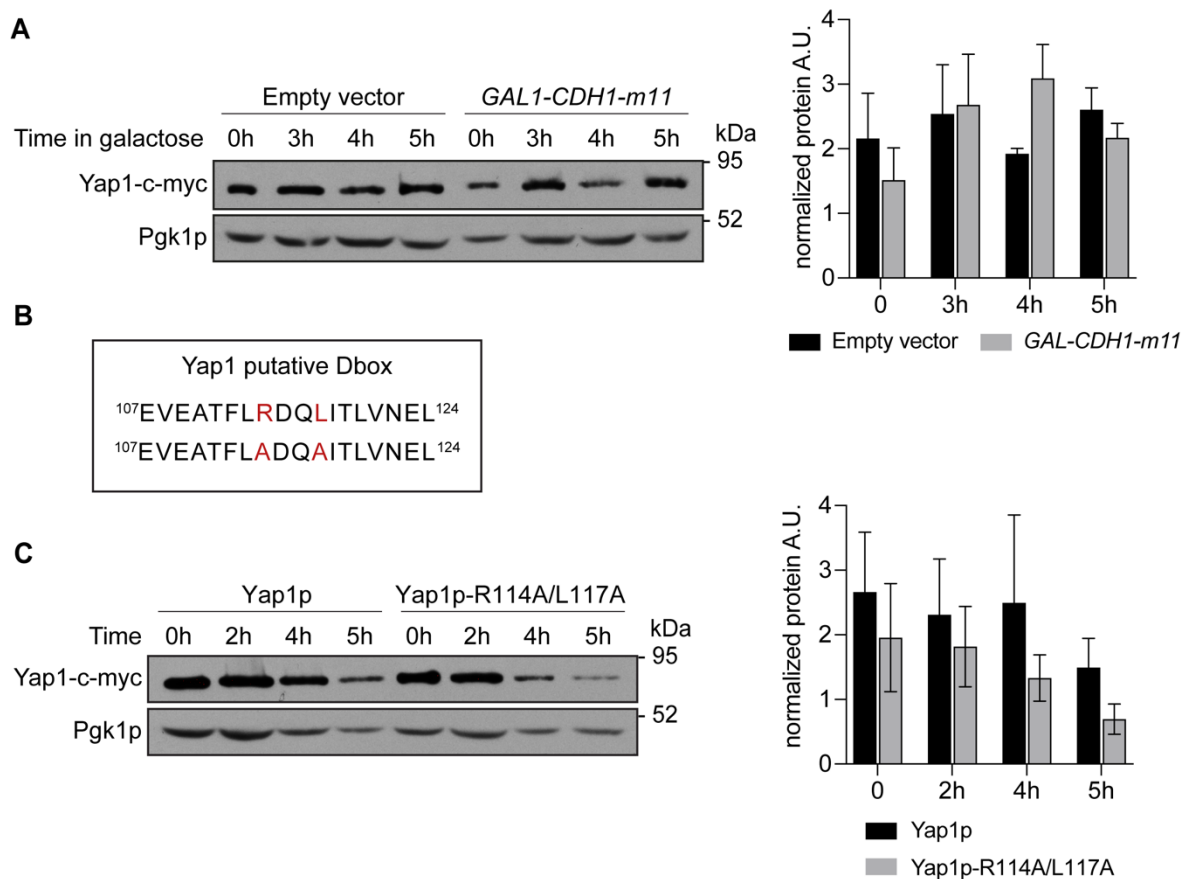 A
Empty vector GAL1-CDH1-m11
Time in galactose 0h 3h 4h 5h 0h 3h 4h 5h kDa
Yap1-c-myc 95
Pgk1p 52
normalized protein A.U.
4
3
2
1
0
0 3h 4h 5h
Empty vector GAL-CDH1-m11
B
Yap1 putative Dbox
107EVEATFLRDQLITLVNEL124
107EVEATFLADQAITLVNEL124
C
Yap1p Yap1p-R114A/L117A
Time 0h 2h 4h 5h 0h 2h 4h 5h kDa
Yap1-c-myc 95
Pgk1p 52
normalized protein A.U.
4
3
2
1
0
0 2h 4h 5h
Yap1p
Yap1p-R114A/L117A